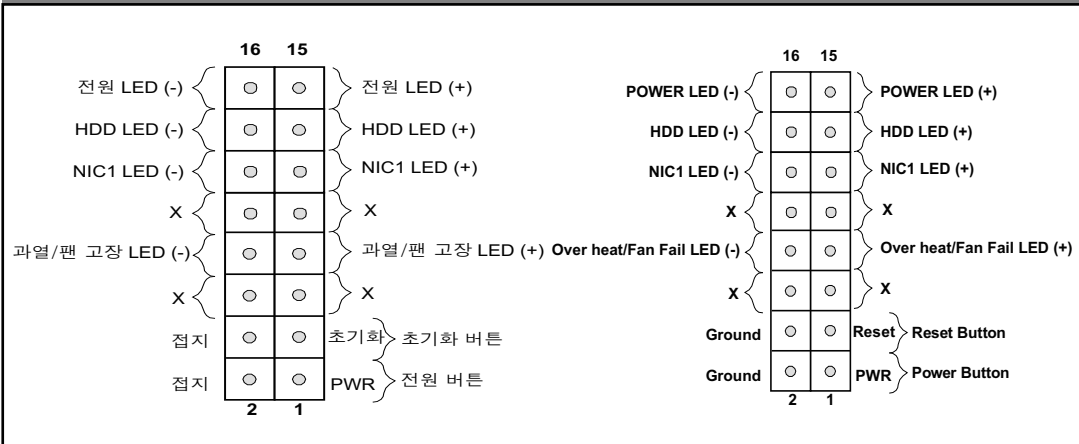 16 15
전원 LED (-) 전원 LED (+)
HDD LED (-) HDD LED (+)
NIC1 LED (-) NIC1 LED (+)
X X
과열/팬 고장 LED (-) 과열/팬 고장 LED (+)
X X
접지 초기화 초기화 버튼
접지 PWR 전원 버튼
2 1
16 15
POWER LED (-) POWER LED (+)
HDD LED (-) HDD LED (+)
NIC1 LED (-) NIC1 LED (+)
X X
Over heat/Fan Fail LED (-) Over heat/Fan Fail LED (+)
X X
Ground Reset Reset Button
Ground PWR Power Button
2 1